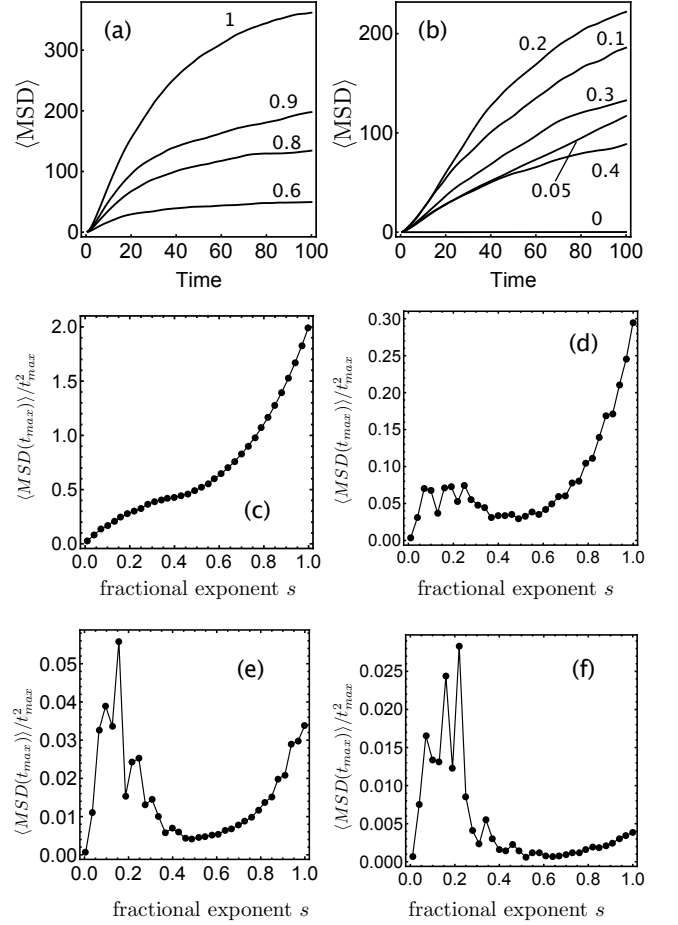 (a)
1
0.9
0.8
0.6
⟨MSD⟩
300
200
100
0
0 20 40 60 80 100
Time
(b)
0.2
0.1
0.3
0.05
0.4
0
⟨MSD⟩
200
100
0
0 20 40 60 80 100
Time
⟨MSD(t_max)⟩/t²_max
2.0
1.5
1.0
0.5
0.0
(c)
0.0 0.2 0.4 0.6 0.8 1.0
fractional exponent s
⟨MSD(t_max)⟩/t²_max
0.30
0.25
0.20
0.15
0.10
0.05
0.00
(d)
0.0 0.2 0.4 0.6 0.8 1.0
fractional exponent s
⟨MSD(t_max)⟩/t²_max
0.05
0.04
0.03
0.02
0.01
0.00
(e)
0.0 0.2 0.4 0.6 0.8 1.0
fractional exponent s
⟨MSD(t_max)⟩/t²_max
0.025
0.020
0.015
0.010
0.005
0.000
(f)
0.0 0.2 0.4 0.6 0.8 1.0
fractional exponent s